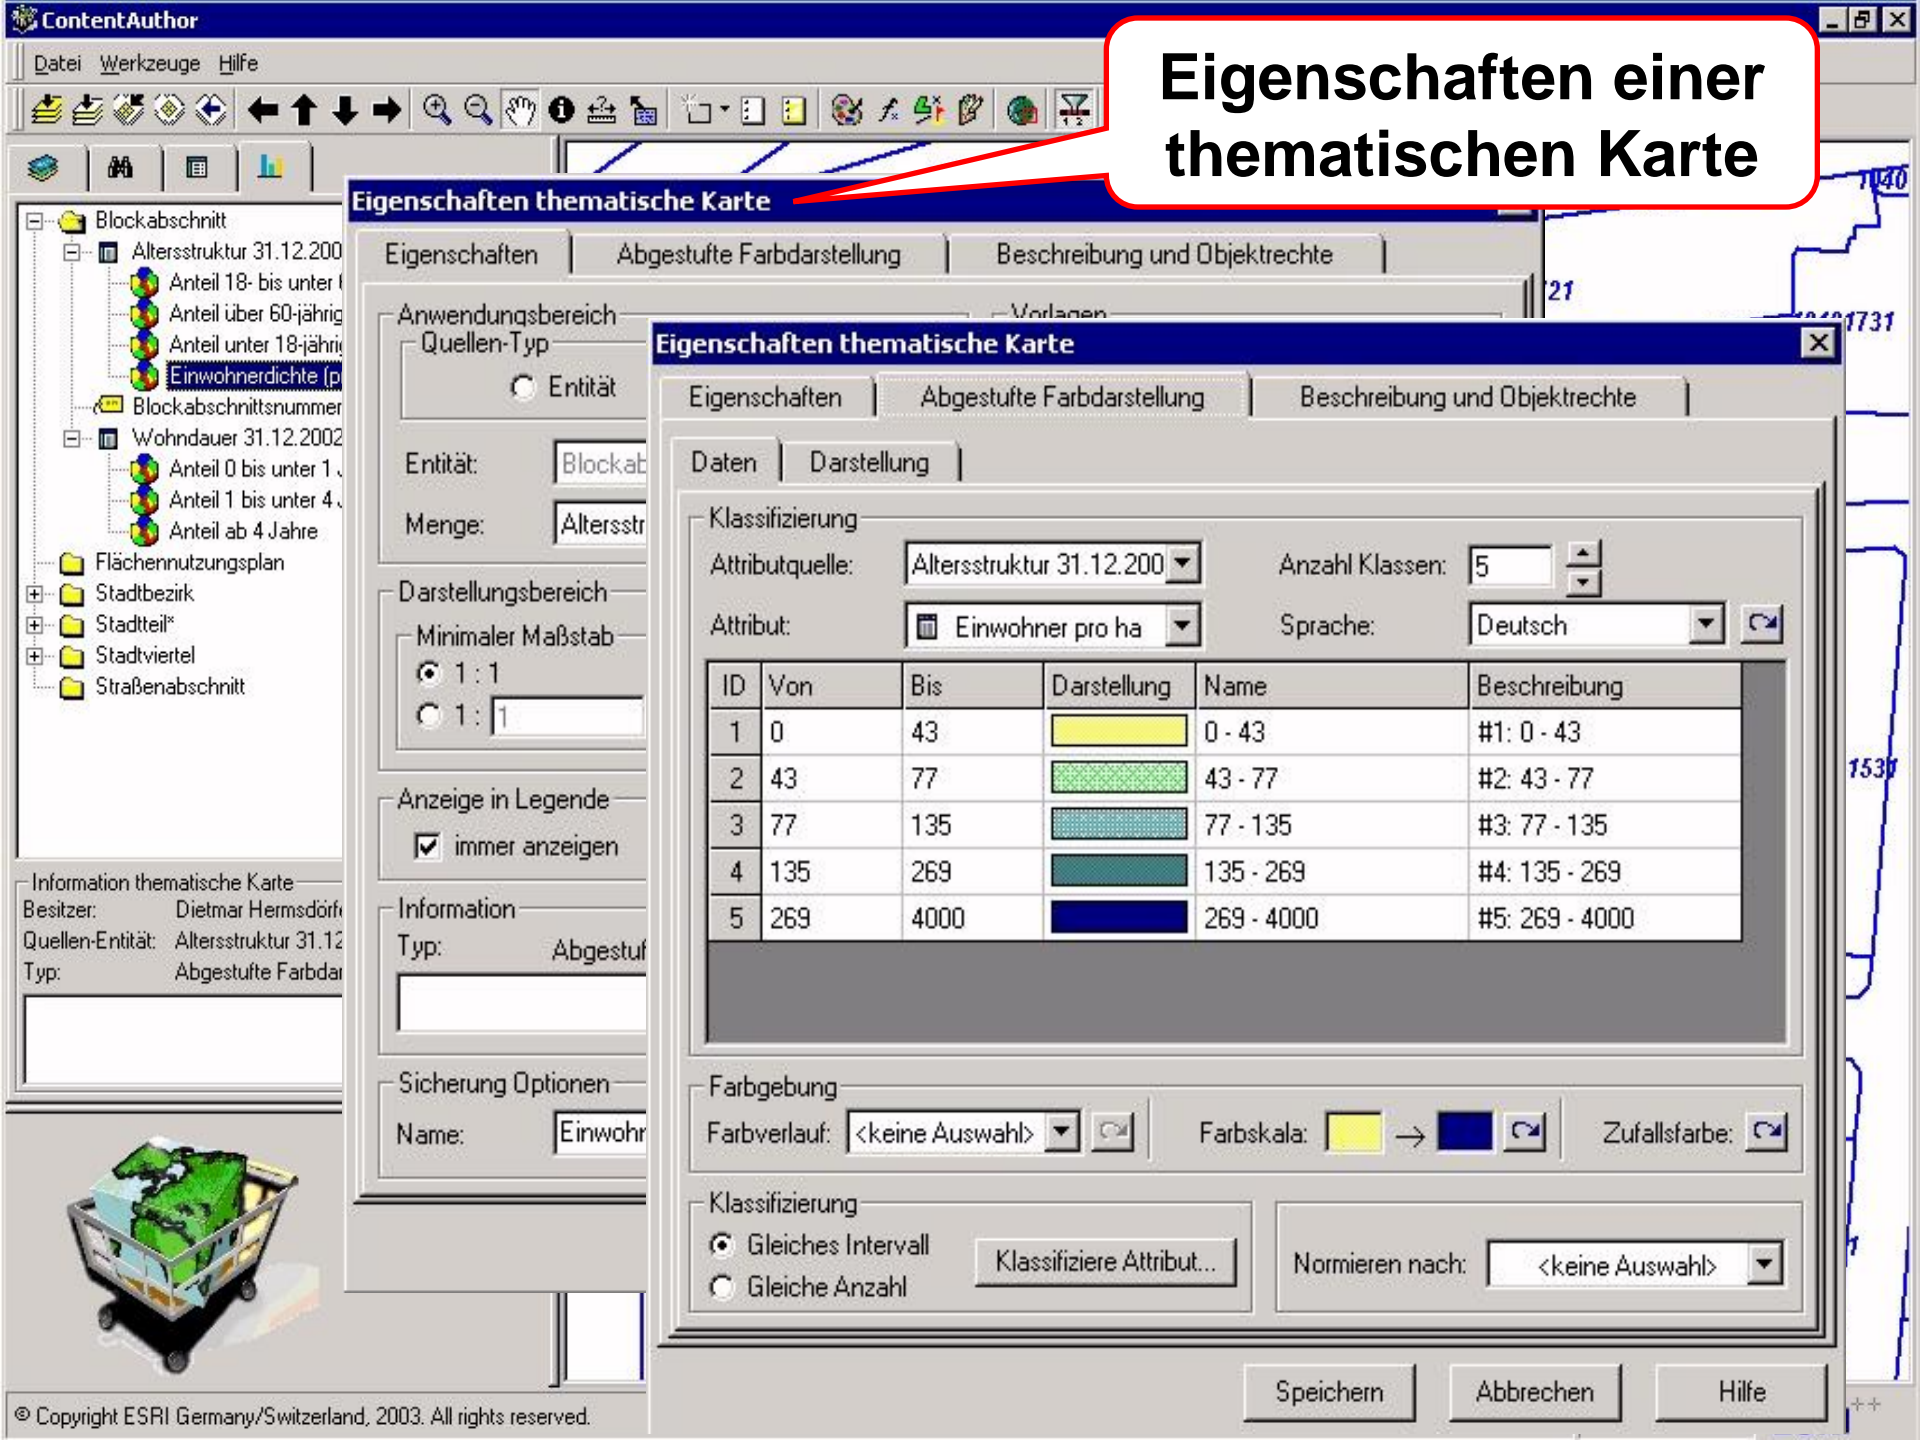 ContentAuthor
Datei Werkzeuge Hilfe
Eigenschaften einer
thematischen Karte
Blockabschnitt
Altersstruktur 31.12.200
Anteil 18- bis unter
Anteil über 60-jährig
Anteil unter 18-jähri
Einwohnerdichte (p
Blockabschnittsnummer
Wohndauer 31.12.2002
Anteil 0 bis unter 1 J
Anteil 1 bis unter 4 J
Anteil ab 4 Jahre
Flächennutzungsplan
Stadtbezirk
Stadtteil*
Stadtviertel
Straßenabschnitt
Information thematische Karte
Besitzer: Dietmar Hermsdörfe
Quellen-Entität: Altersstruktur 31.12
Typ: Abgestufte Farbdar
Eigenschaften thematische Karte
Eigenschaften Abgestufte Farbdarstellung Beschreibung und Objektrechte
Anwendungsbereich Vorlagen
Quellen-Typ
Entität
Entität: Blockab
Menge: Altersstr
Darstellungsbereich
Minimaler Maßstab
1 : 1
1 : 1
Anzeige in Legende
immer anzeigen
Information
Typ: Abgestuf
Sicherung Optionen
Name: Einwohr
Eigenschaften thematische Karte
Eigenschaften Abgestufte Farbdarstellung Beschreibung und Objektrechte
Daten Darstellung
Klassifizierung
Attributquelle: Altersstruktur 31.12.200 Anzahl Klassen: 5
Attribut: Einwohner pro ha Sprache: Deutsch
ID Von Bis Darstellung Name Beschreibung
1 0 43 0 - 43 #1: 0 - 43
2 43 77 43 - 77 #2: 43 - 77
3 77 135 77 - 135 #3: 77 - 135
4 135 269 135 - 269 #4: 135 - 269
5 269 4000 269 - 4000 #5: 269 - 4000
Farbgebung
Farbverlauf: <keine Auswahl> Farbskala: → Zufallsfarbe:
Klassifizierung
Gleiches Intervall
Gleiche Anzahl
Klassifiziere Attribut...
Normieren nach: <keine Auswahl>
Speichern Abbrechen Hilfe
1040
21
1731
1531
© Copyright ESRI Germany/Switzerland, 2003. All rights reserved.